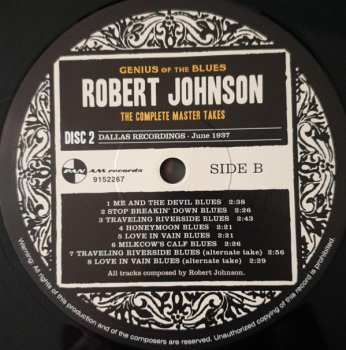 GENIUS OF THE BLUES
ROBERT JOHNSON
THE COMPLETE MASTER TAKES
DISC 2 DALLAS RECORDINGS - June 1937
PAN AM records
9152267
SIDE B
1 ME AND THE DEVIL BLUES 2:38
2 STOP BREAKIN' DOWN BLUES 2:26
3 TRAVELING RIVERSIDE BLUES 2:43
4 HONEYMOON BLUES 2:21
5 LOVE IN VAIN BLUES 2:21
6 MILKCOW'S CALF BLUES 2:26
7 TRAVELING RIVERSIDE BLUES (alternate take) 2:56
8 LOVE IN VAIN BLUES (alternate take) 2:29
All tracks composed by Robert Johnson.
Warning: All rights of this production and of the composers are reserved. Unauthorized copying of this record is prohibited.